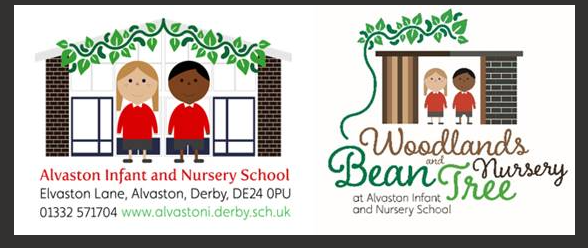 Alvaston Infant and Nursery School
Elvaston Lane, Alvaston, Derby, DE24 0PU
01332 571704 www.alvastoni.derby.sch.uk
Woodlands
and
Bean Tree Nursery
at Alvaston Infant
and Nursery School